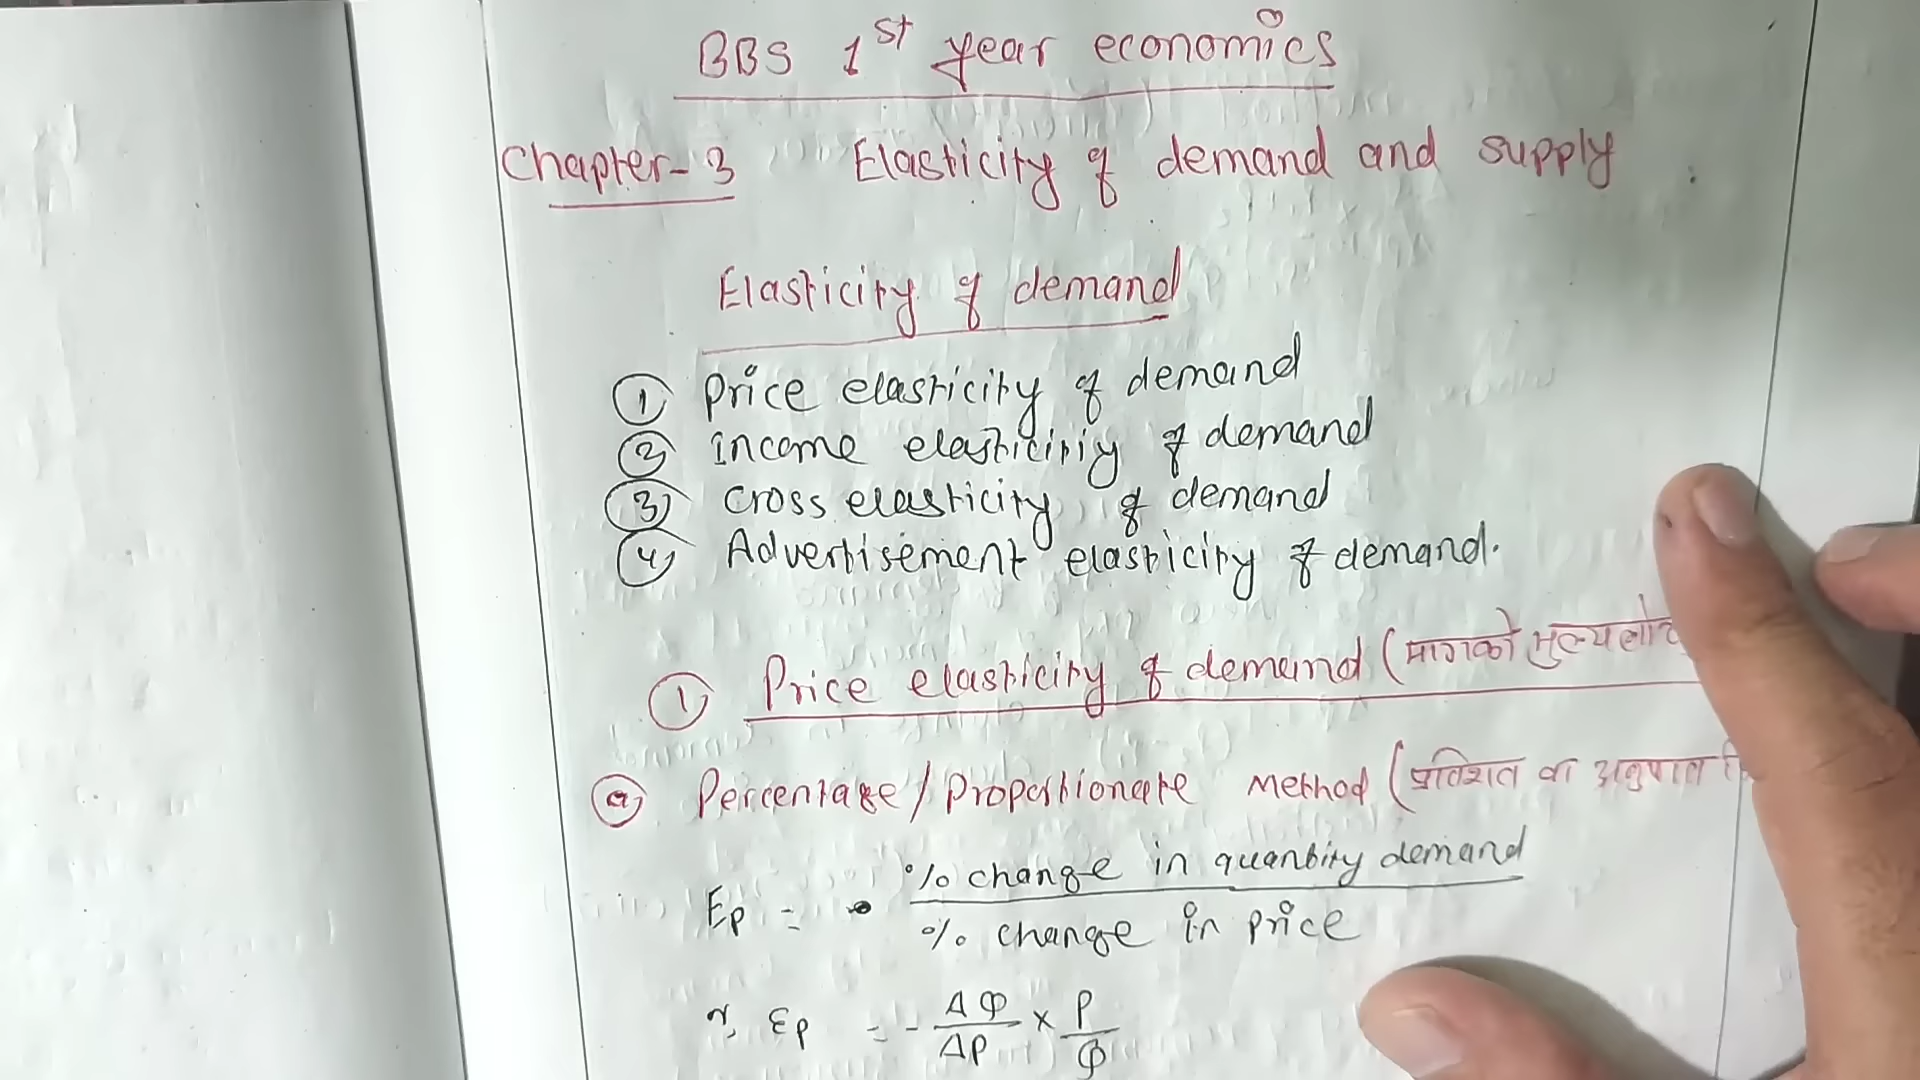 BBS 1st year economics
Chapter-3 Elasticity of demand and supply
Elasticity of demand
① Price elasticity of demand
② Income elasticity of demand
③ Cross elasticity of demand
④ Advertisement elasticity of demand.
① Price elasticity of demand (मागको मुल्य
ⓐ Percentage/Proportionate Method (प्रतिशत वा अनुपात
Ep = - % change in quantity demand
% change in price
or, Ep = - ΔQ/ΔP × P/Q